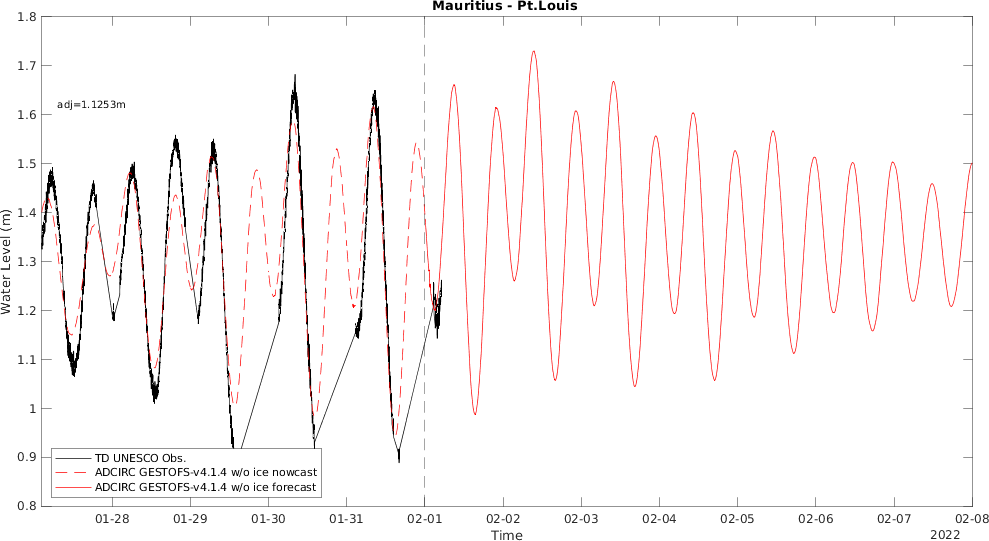 Mauritius - Pt.Louis
1.8
1.7
1.6
1.5
1.4
1.3
1.2
1.1
1
0.9
0.8
Water Level (m)
adj=1.1253m
TD UNESCO Obs.
ADCIRC GESTOFS-v4.1.4 w/o ice nowcast
ADCIRC GESTOFS-v4.1.4 w/o ice forecast
01-28 01-29 01-30 01-31 02-01 02-02 02-03 02-04 02-05 02-06 02-07 02-08
Time
2022